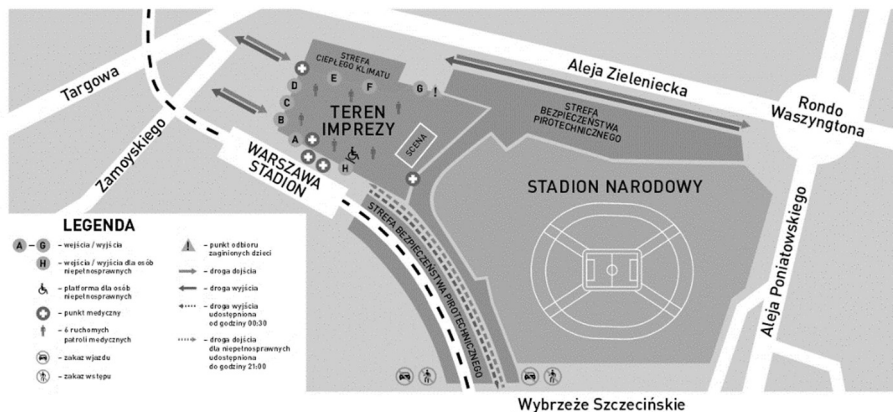 Targowa
Zamoyskiego
STREFA
CIEPŁEGO KLIMATU
D
E
F
G
!
C
B
A
H
TEREN
IMPREZY
SCENA
WARSZAWA
STADION
Aleja Zieleniecka
STREFA
BEZPIECZEŃSTWA
PIROTECHNICZNEGO
Rondo
Waszyngtona
STADION NARODOWY
STREFA BEZPIECZEŃSTWA PIROTECHNICZNEGO
Aleja Poniatowskiego
Wybrzeże Szczecińskie
LEGENDA
A – G – wejścia / wyjścia
H – wejścia / wyjścia dla osób
niepełnosprawnych
– platforma dla osób
niepełnosprawnych
– punkt medyczny
– 6 ruchomych
patroli medycznych
– zakaz wjazdu
– zakaz wstępu
! – punkt odbioru
zaginionych dzieci
– droga dojścia
– droga wyjścia
– droga wyjścia
udostępniona
od godziny 00:30
– droga dojścia
dla niepełnosprawnych
udostępniona
do godziny 21:00